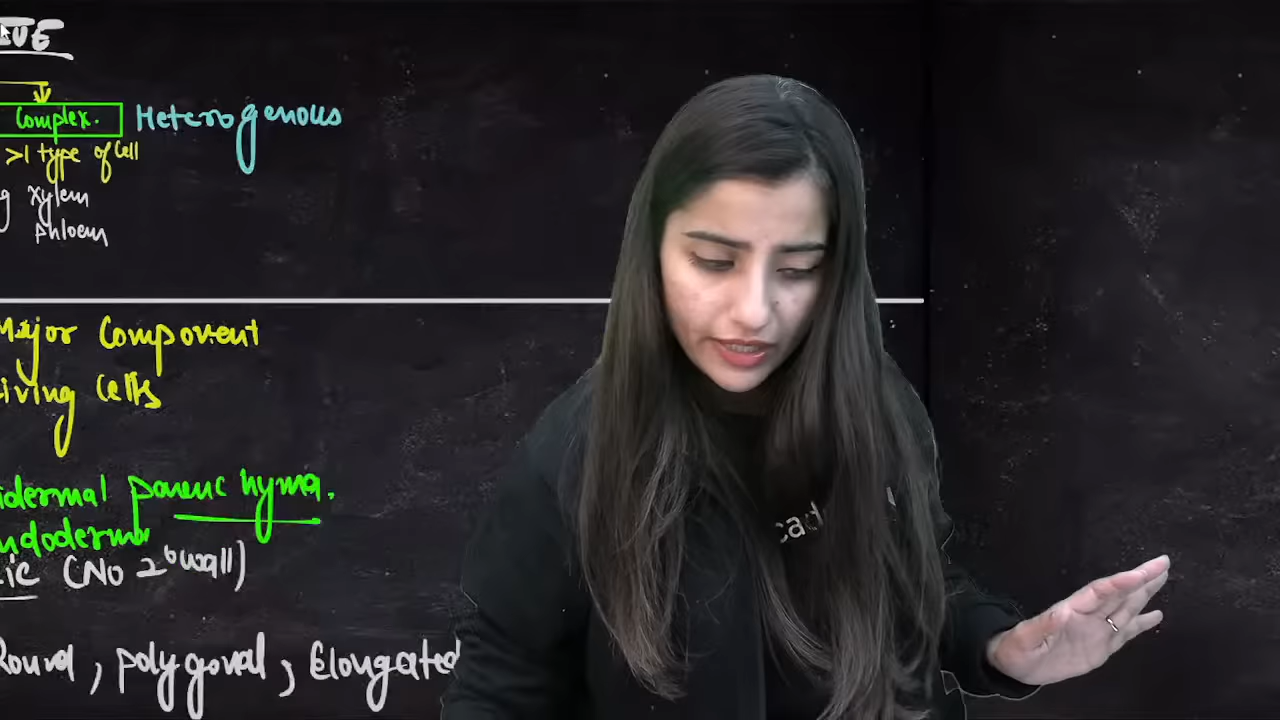 Complex. Heterogenous
>1 type of cell
xylem
phloem
Major Component
Living Cells
parenchyma.
(No 2° wall)
Round, polygonal, Elongated